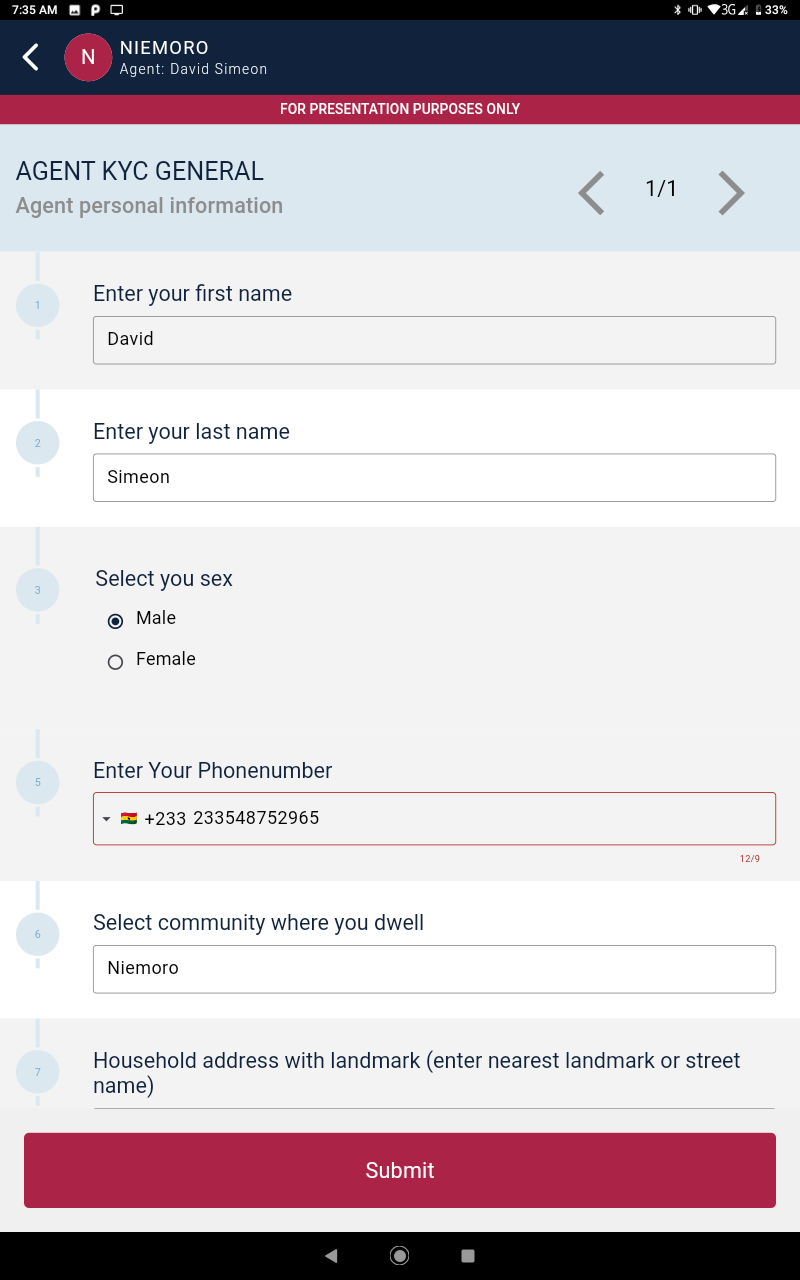 7:35 AM
3G 33%
N
NIEMORO
Agent: David Simeon
FOR PRESENTATION PURPOSES ONLY
AGENT KYC GENERAL
Agent personal information
1/1
1
Enter your first name
David
2
Enter your last name
Simeon
3
Select you sex
Male
Female
5
Enter Your Phonenumber
+233 233548752965
12/9
6
Select community where you dwell
Niemoro
7
Household address with landmark (enter nearest landmark or street
name)
Submit